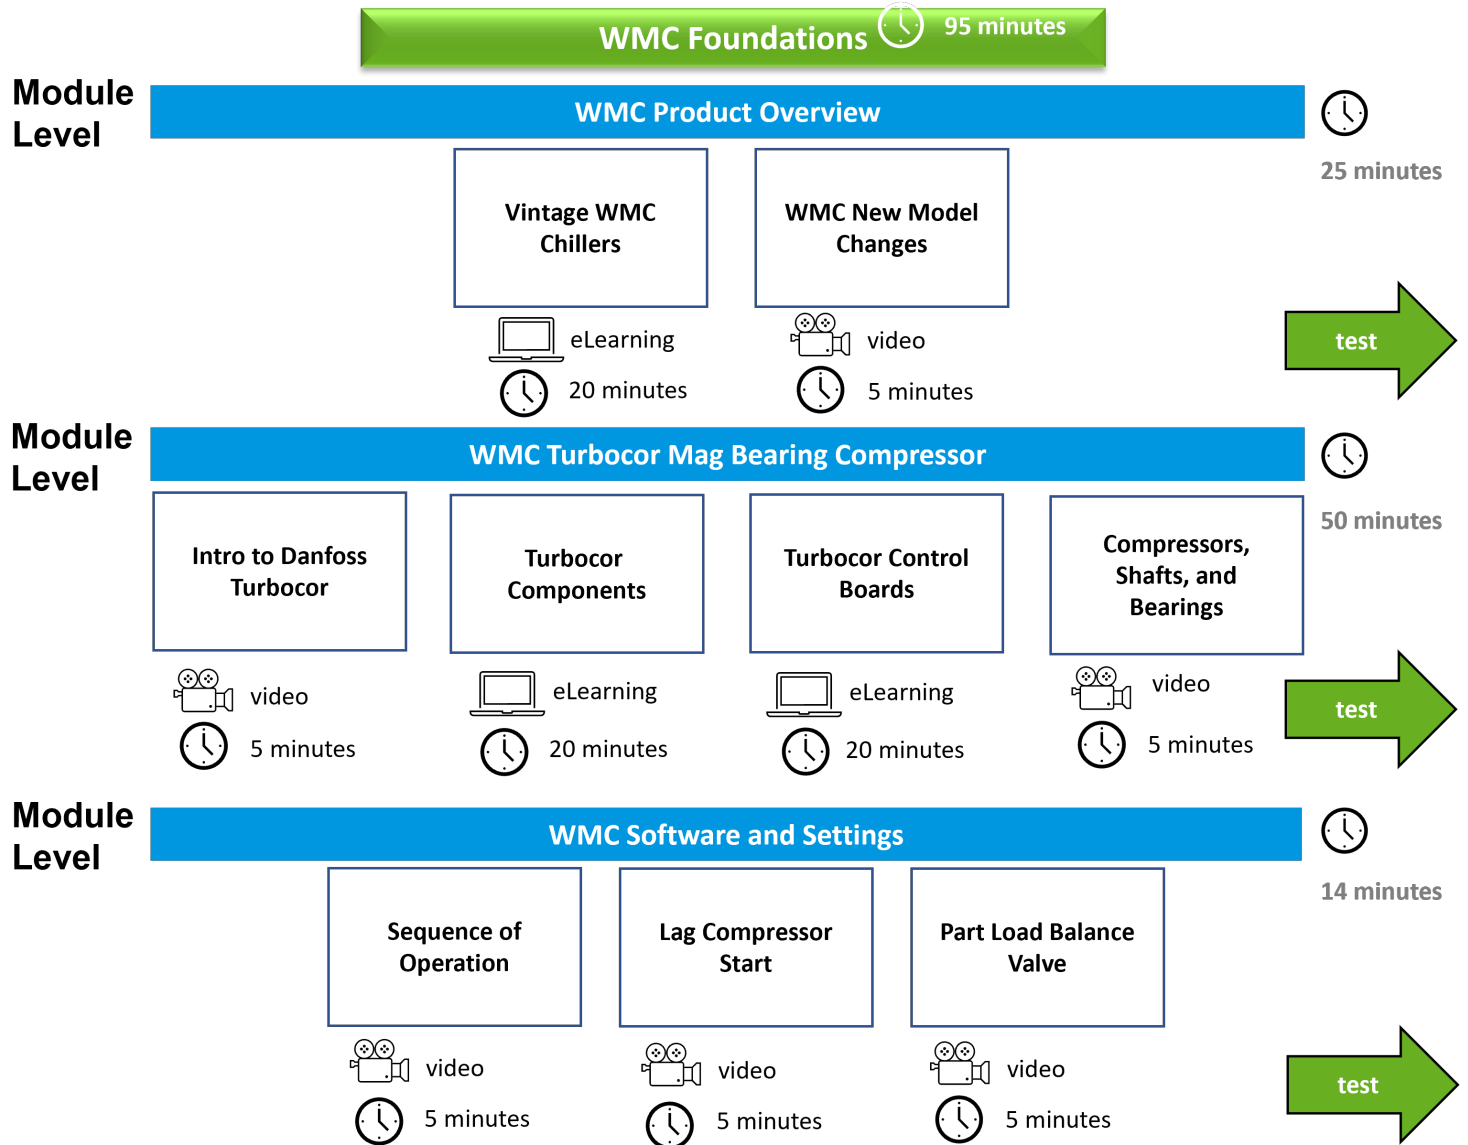 WMC Foundations
95 minutes
Module
Level
WMC Product Overview
25 minutes
Vintage WMC
Chillers
WMC New Model
Changes
eLearning
20 minutes
video
5 minutes
test
Module
Level
WMC Turbocor Mag Bearing Compressor
50 minutes
Intro to Danfoss
Turbocor
Turbocor
Components
Turbocor Control
Boards
Compressors,
Shafts, and
Bearings
video
5 minutes
eLearning
20 minutes
eLearning
20 minutes
video
5 minutes
test
Module
Level
WMC Software and Settings
14 minutes
Sequence of
Operation
Lag Compressor
Start
Part Load Balance
Valve
video
5 minutes
video
5 minutes
video
5 minutes
test